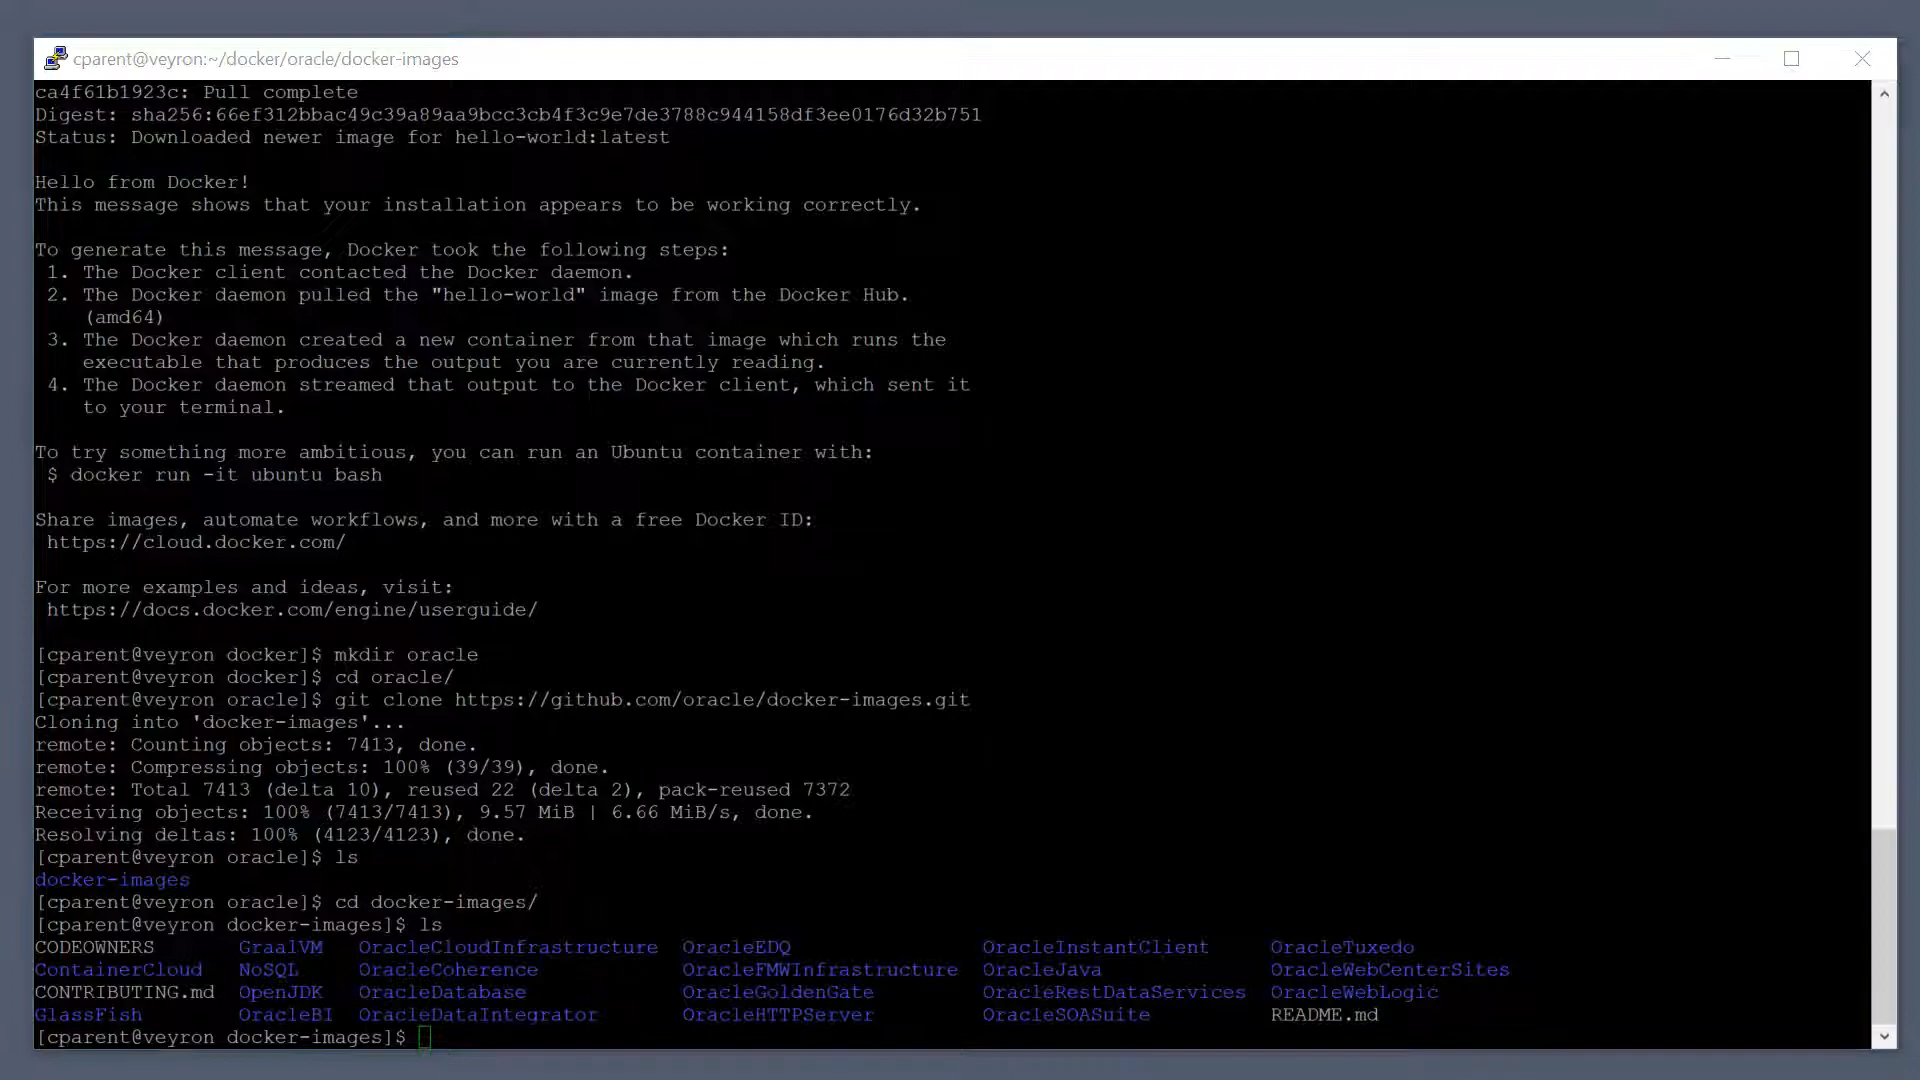 cparent@veyron:~/docker/oracle/docker-images
ca4f61b1923c: Pull complete
Digest: sha256:66ef312bbac49c39a89aa9bcc3cb4f3c9e7de3788c944158df3ee0176d32b751
Status: Downloaded newer image for hello-world:latest
Hello from Docker!
This message shows that your installation appears to be working correctly.
To generate this message, Docker took the following steps:
1. The Docker client contacted the Docker daemon.
2. The Docker daemon pulled the "hello-world" image from the Docker Hub.
(amd64)
3. The Docker daemon created a new container from that image which runs the
executable that produces the output you are currently reading.
4. The Docker daemon streamed that output to the Docker client, which sent it
to your terminal.
To try something more ambitious, you can run an Ubuntu container with:
$ docker run -it ubuntu bash
Share images, automate workflows, and more with a free Docker ID:
https://cloud.docker.com/
For more examples and ideas, visit:
https://docs.docker.com/engine/userguide/
[cparent@veyron docker]$ mkdir oracle
[cparent@veyron docker]$ cd oracle/
[cparent@veyron oracle]$ git clone https://github.com/oracle/docker-images.git
Cloning into 'docker-images'...
remote: Counting objects: 7413, done.
remote: Compressing objects: 100% (39/39), done.
remote: Total 7413 (delta 10), reused 22 (delta 2), pack-reused 7372
Receiving objects: 100% (7413/7413), 9.57 MiB | 6.66 MiB/s, done.
Resolving deltas: 100% (4123/4123), done.
[cparent@veyron oracle]$ ls
docker-images
[cparent@veyron oracle]$ cd docker-images/
[cparent@veyron docker-images]$ ls
CODEOWNERS GraalVM OracleCloudInfrastructure OracleEDQ OracleInstantClient OracleTuxedo
ContainerCloud NoSQL OracleCoherence OracleFMWInfrastructure OracleJava OracleWebCenterSites
CONTRIBUTING.md OpenJDK OracleDatabase OracleGoldenGate OracleRestDataServices OracleWebLogic
GlassFish OracleBI OracleDataIntegrator OracleHTTPServer OracleSOASuite README.md
[cparent@veyron docker-images]$